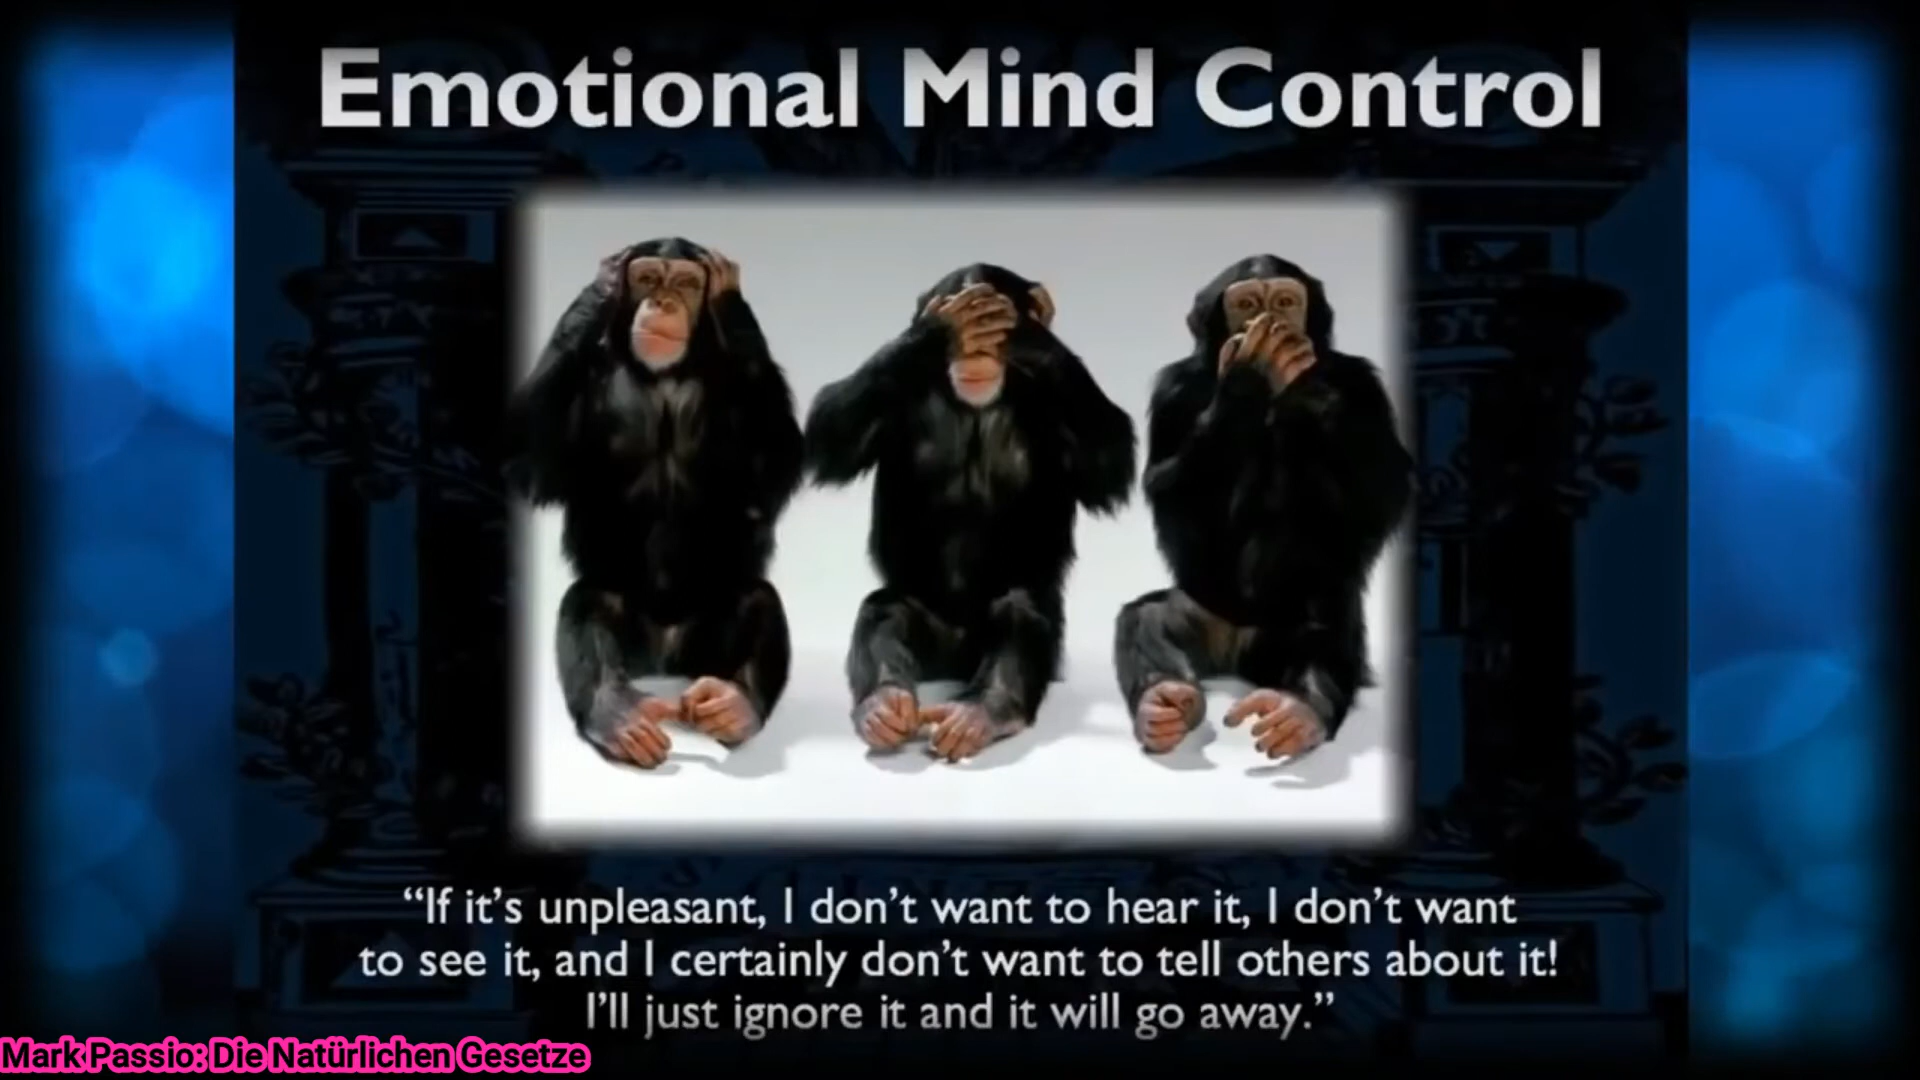 Emotional Mind Control
“If it’s unpleasant, I don’t want to hear it, I don’t want
to see it, and I certainly don’t want to tell others about it!
I’ll just ignore it and it will go away.”
Mark Passio: Die Natürlichen Gesetze